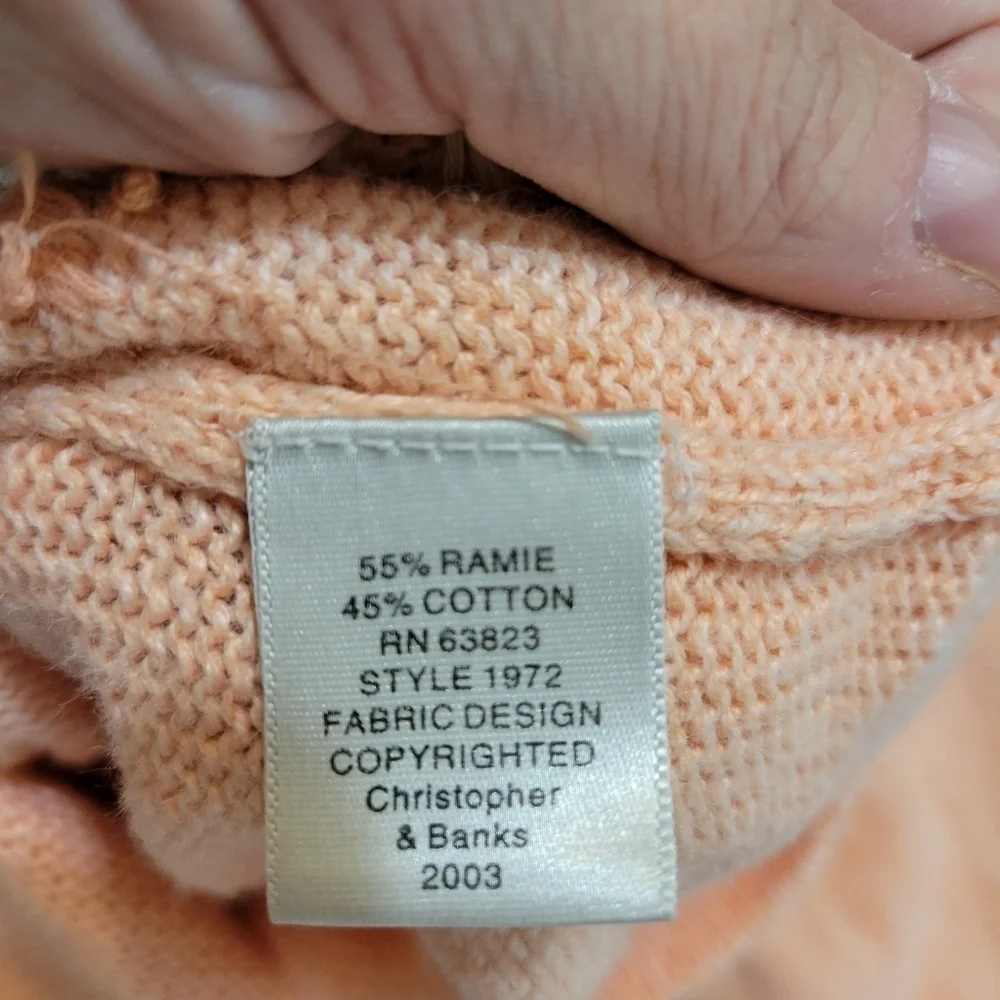 55% RAMIE
45% COTTON
RN 63823
STYLE 1972
FABRIC DESIGN
COPYRIGHTED
Christopher
& Banks
2003